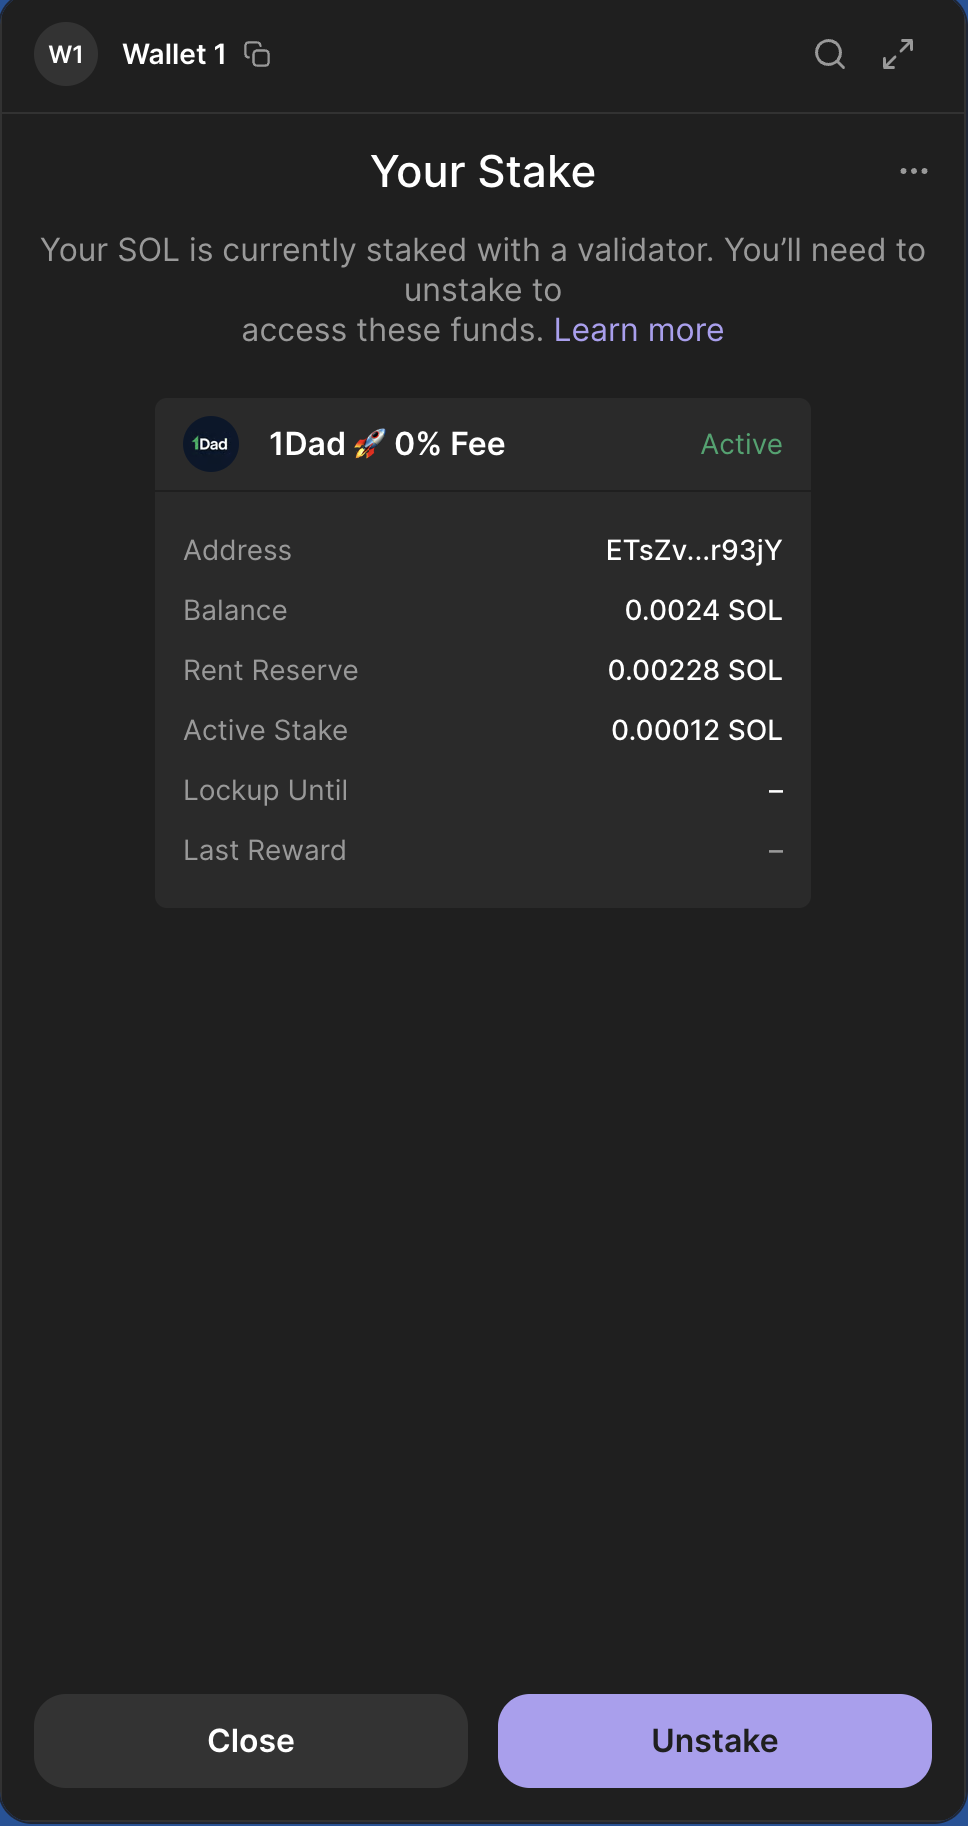 W1 Wallet 1
Your Stake
Your SOL is currently staked with a validator. You’ll need to
unstake to
access these funds. Learn more
1Dad 1Dad 🚀 0% Fee Active
Address ETsZv...r93jY
Balance 0.0024 SOL
Rent Reserve 0.00228 SOL
Active Stake 0.00012 SOL
Lockup Until –
Last Reward –
Close Unstake